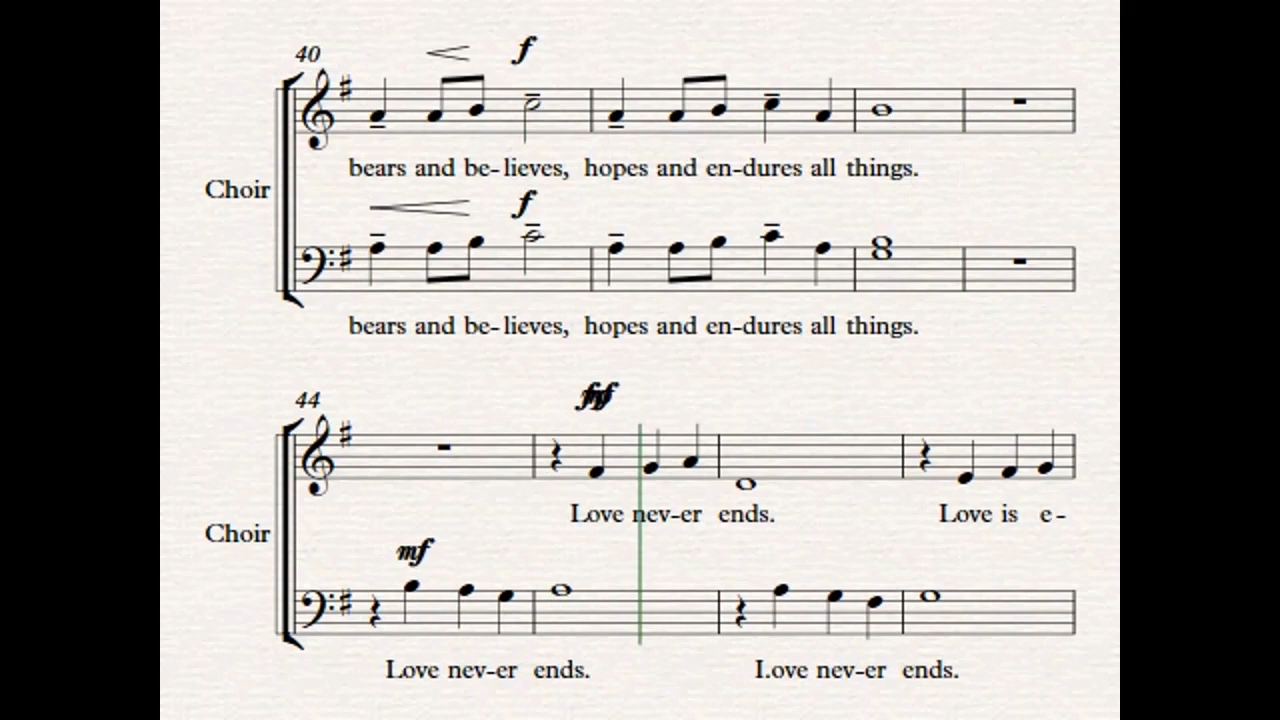 40
f
bears and be-lieves, hopes and en-dures all things.
Choir
f
bears and be-lieves, hopes and en-dures all things.
44
Love nev-er ends. Love is e-
Choir
mf
Love nev-er ends. Love nev-er ends.